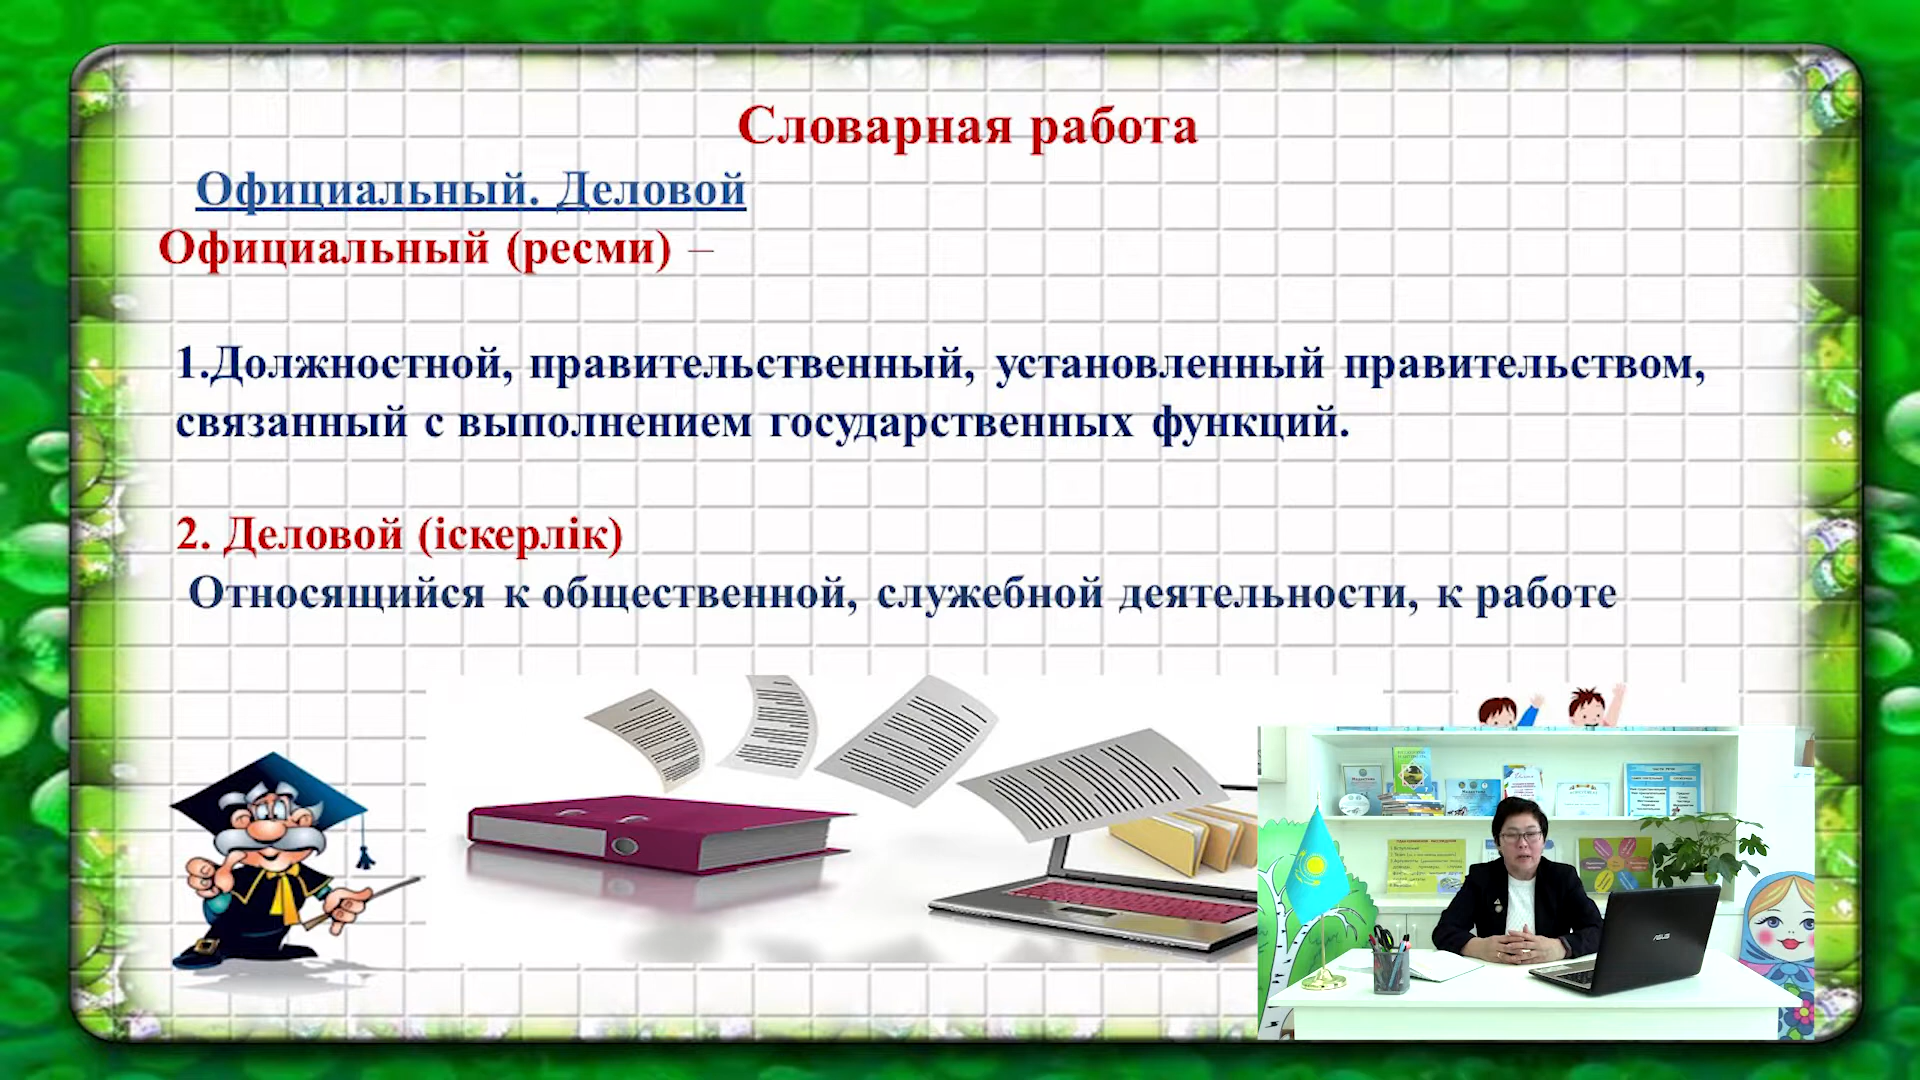 Словарная работа
Официальный. Деловой
Официальный (ресми) –
1.Должностной, правительственный, установленный правительством,
связанный с выполнением государственных функций.
2. Деловой (іскерлік)
Относящийся к общественной, служебной деятельности, к работе
ASUS